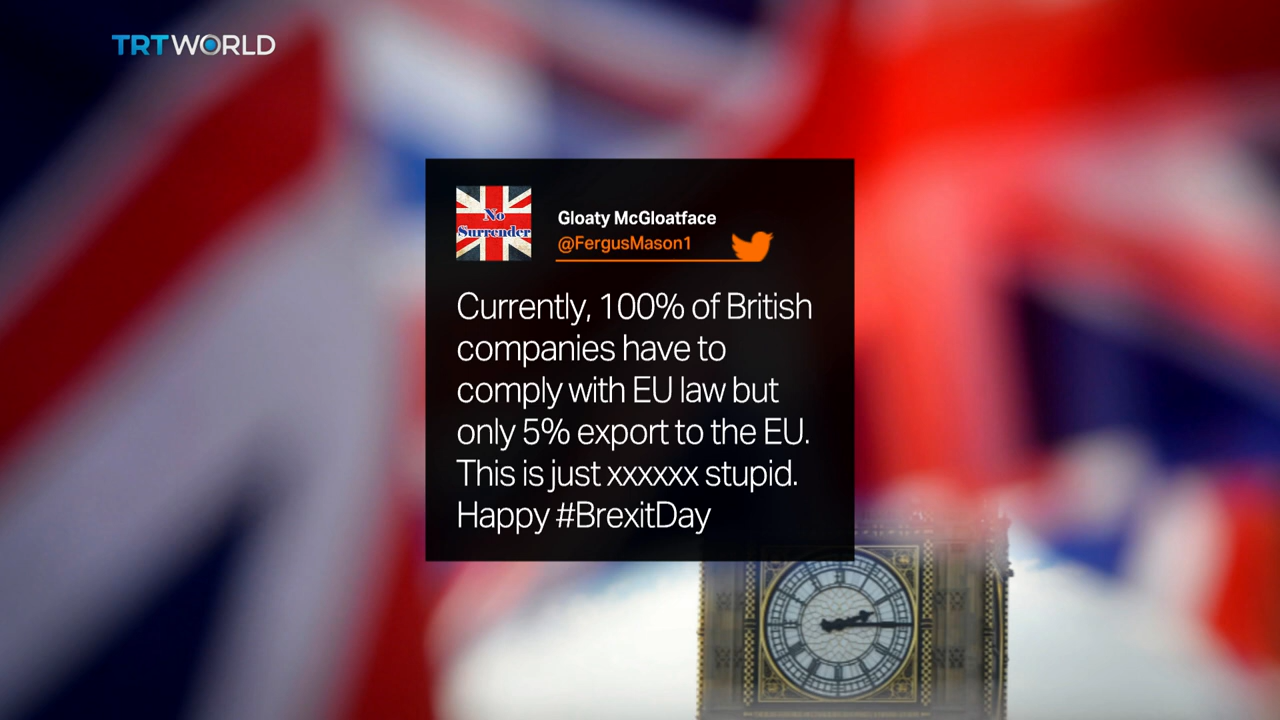 TRTWORLD
No
Surrender
Gloaty McGloatface
@FergusMason1
Currently, 100% of British
companies have to
comply with EU law but
only 5% export to the EU.
This is just xxxxxx stupid.
Happy #BrexitDay